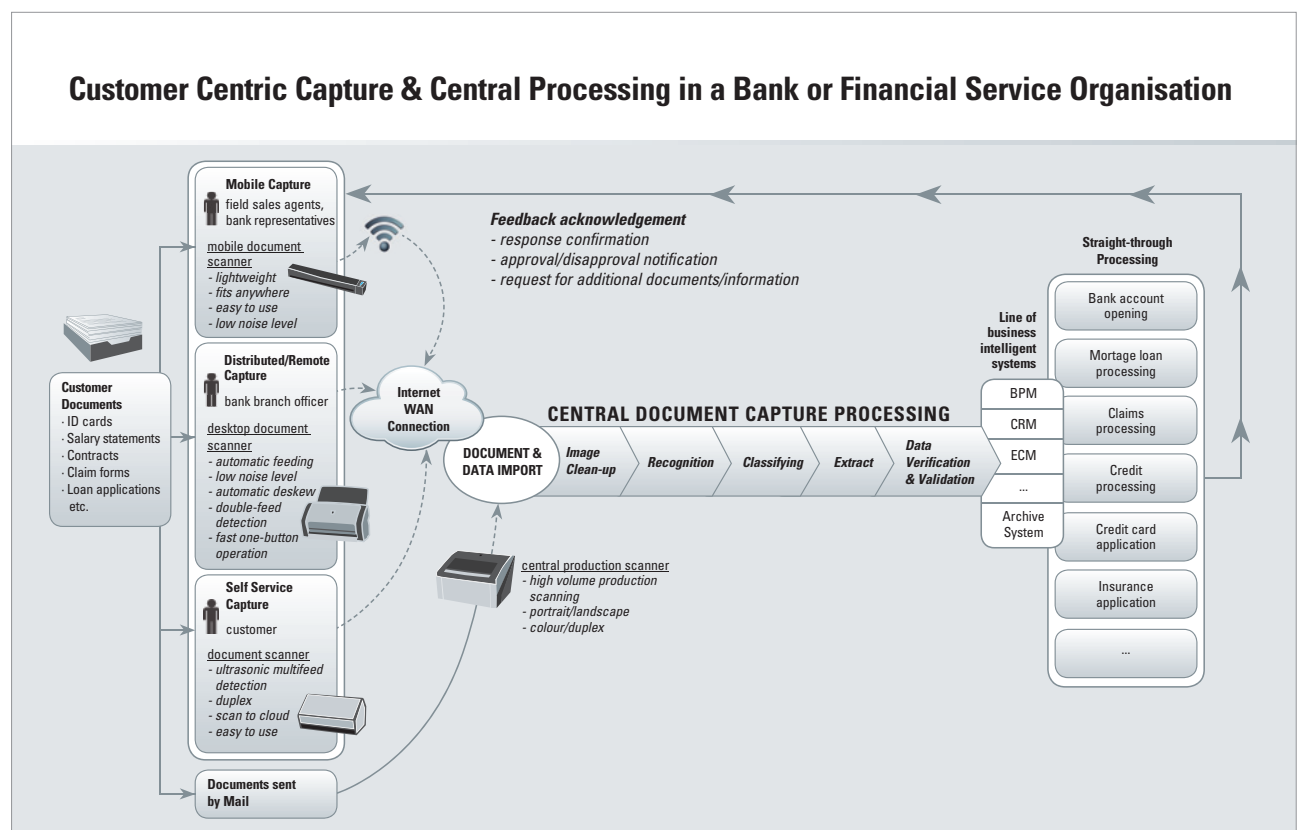 Customer Centric Capture & Central Processing in a Bank or Financial Service Organisation
Mobile Capture
field sales agents,
bank representatives
mobile document
scanner
- lightweight
- fits anywhere
- easy to use
- low noise level
Feedback acknowledgement
- response confirmation
- approval/disapproval notification
- request for additional documents/information
Customer
Documents
· ID cards
· Salary statements
· Contracts
· Claim forms
· Loan applications
etc.
Distributed/Remote
Capture
bank branch officer
desktop document
scanner
- automatic feeding
- low noise level
- automatic deskew
- double-feed
detection
- fast one-button
operation
Self Service
Capture
customer
document scanner
- ultrasonic multifeed
detection
- duplex
- scan to cloud
- easy to use
Documents sent
by Mail
Internet
WAN
Connection
DOCUMENT &
DATA IMPORT
CENTRAL DOCUMENT CAPTURE PROCESSING
Image
Clean-up
Recognition
Classifying
Extract
Data
Verification
& Validation
central production scanner
- high volume production
scanning
- portrait/landscape
- colour/duplex
Line of
business
intelligent
systems
BPM
CRM
ECM
...
Archive
System
Straight-through
Processing
Bank account
opening
Mortage loan
processing
Claims
processing
Credit
processing
Credit card
application
Insurance
application
...